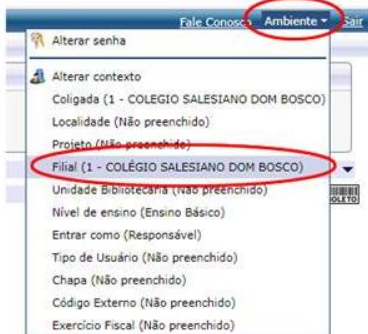 Fale Conosco Ambiente Sair
Alterar senha
Alterar contexto
Coligada (1 - COLEGIO SALESIANO DOM BOSCO)
Localidade (Não preenchido)
Projeto (Não preenchido)
Filial (1 - COLÉGIO SALESIANO DOM BOSCO)
Unidade Bibliotecária (Não preenchido)
Nível de ensino (Ensino Básico)
Entrar como (Responsável)
Tipo de Usuário (Não preenchido)
Chapa (Não preenchido)
Código Externo (Não preenchido)
Exercício Fiscal (Não preenchido)
OLETO